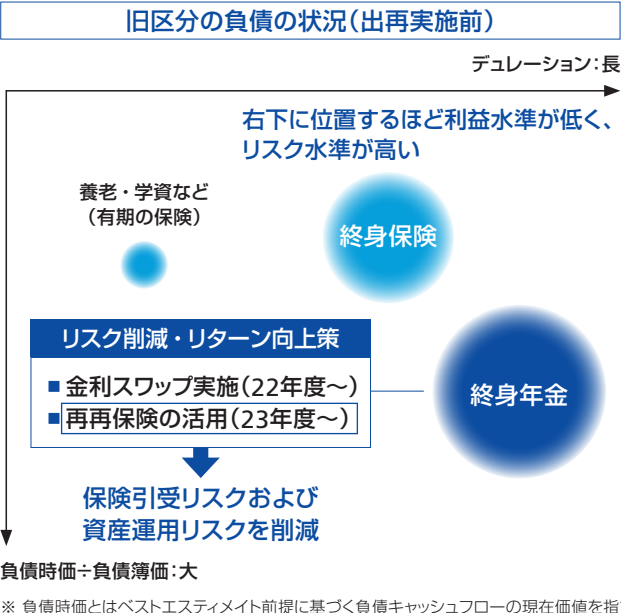 旧区分の負債の状況（出再実施前）
デュレーション：長
右下に位置するほど利益水準が低く、
リスク水準が高い
養老・学資など
（有期の保険）
終身保険
リスク削減・リターン向上策
■ 金利スワップ実施（22年度～）
■ 再再保険の活用（23年度～）
終身年金
保険引受リスクおよび
資産運用リスクを削減
負債時価÷負債簿価：大
※ 負債時価とはベストエスティメイト前提に基づく負債キャッシュフローの現在価値を指